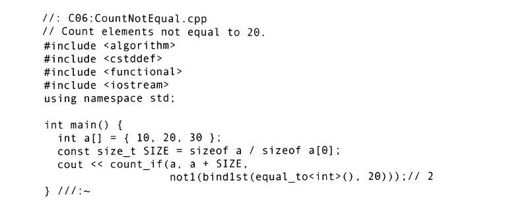 //: C06:CountNotEqual.cpp
// Count elements not equal to 20.
#include <algorithm>
#include <cstddef>
#include <functional>
#include <iostream>
using namespace std;

int main() {
  int a[] = { 10, 20, 30 };
  const size_t SIZE = sizeof a / sizeof a[0];
  cout << count_if(a, a + SIZE,
                   not1(bind1st(equal_to<int>(), 20)));// 2
} ///:~